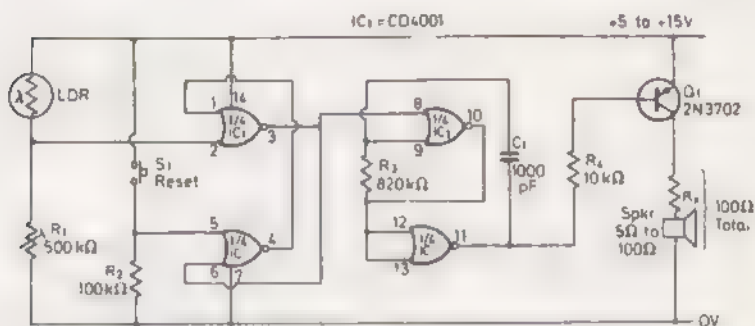 IC1 = CD4001
+5 to +15V
LDR
S1
Reset
R1
500kΩ
R2
100kΩ
1
14
2
3
1/4
IC1
5
6
7
4
1/4
IC
8
9
10
1/4
IC1
R3
820kΩ
C1
1000
pF
12
13
11
1/4
IC
R4
10kΩ
Q1
2N3702
Rx
Spkr
5Ω to
100Ω
100Ω
Total
0V